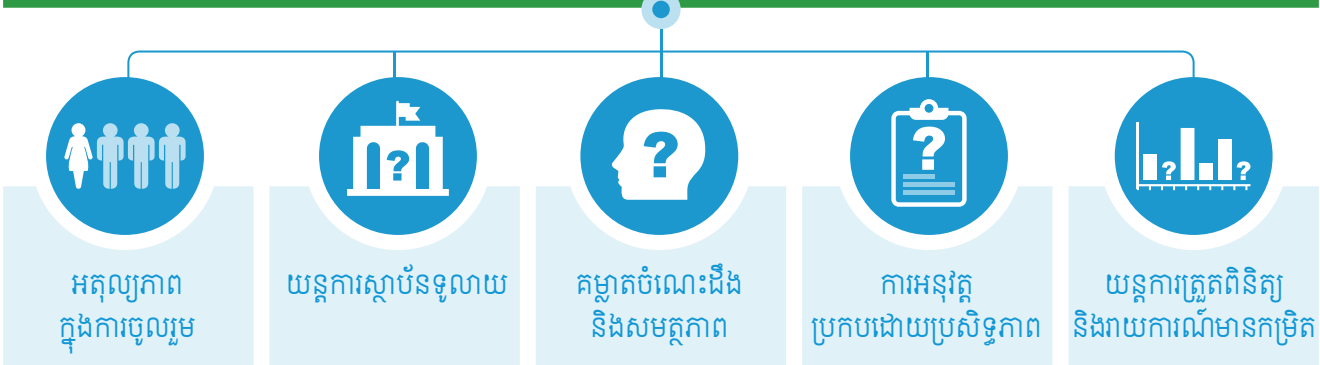 អតុល្យភាព
ក្នុងការចូលរួម
យន្តការស្ថាប័នទូលាយ
គម្លាតចំណេះដឹង
និងសមត្ថភាព
ការអនុវត្ត
ប្រកបដោយប្រសិទ្ធភាព
យន្តការត្រួតពិនិត្យ
និងរាយការណ៍មានកម្រិត